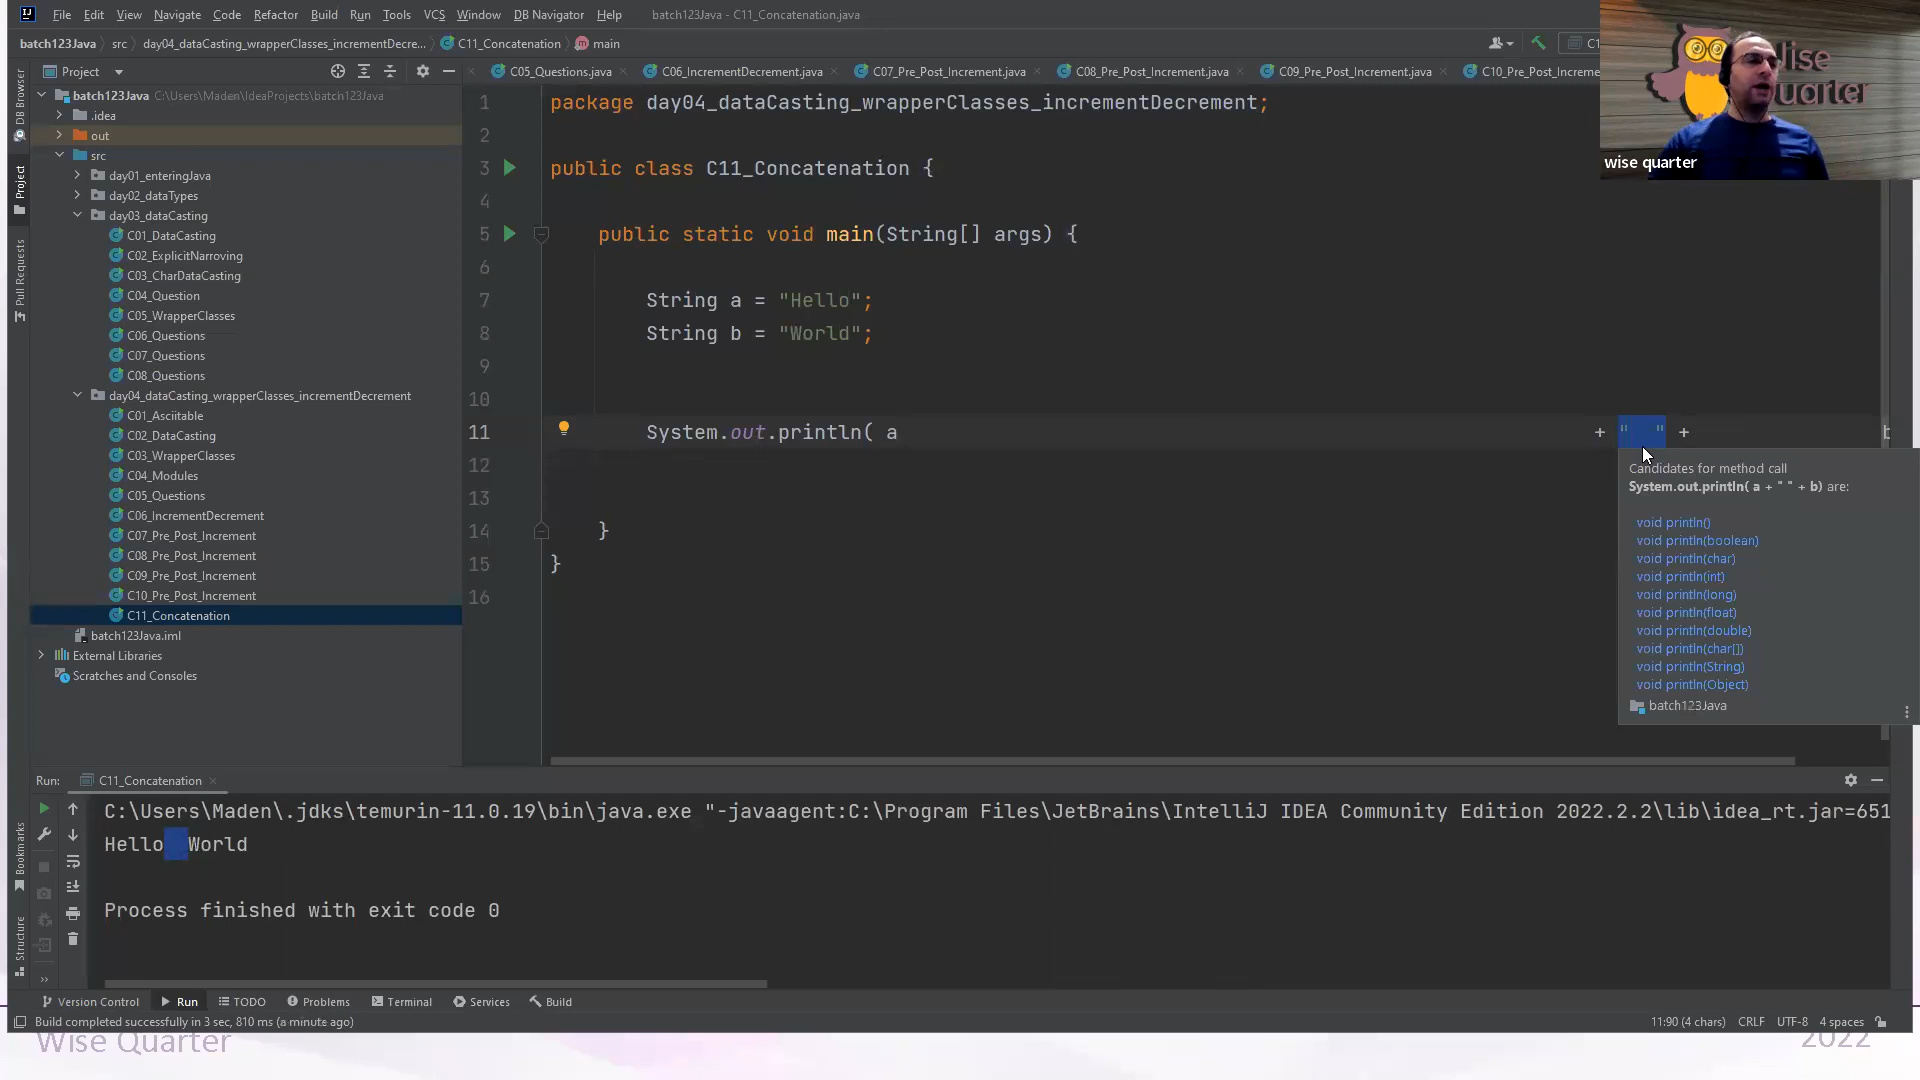 File Edit View Navigate Code Refactor Build Run Tools VCS Window DB Navigator Help batch123Java - C11_Concatenation.java
batch123Java src day04_dataCasting_wrapperClasses_incrementDecre... C11_Concatenation main C1
Project C05_Questions.java C06_IncrementDecrement.java C07_Pre_Post_Increment.java C08_Pre_Post_Increment.java C09_Pre_Post_Increment.java C10_Pre_Post_Increme
wise quarter
DB Browser
Project
Pull Requests
Bookmarks
Structure
batch123Java C:\Users\Maden\IdeaProjects\batch123Java
.idea
out
src
day01_enteringJava
day02_dataTypes
day03_dataCasting
C01_DataCasting
C02_ExplicitNarroving
C03_CharDataCasting
C04_Question
C05_WrapperClasses
C06_Questions
C07_Questions
C08_Questions
day04_dataCasting_wrapperClasses_incrementDecrement
C01_Asciitable
C02_DataCasting
C03_WrapperClasses
C04_Modules
C05_Questions
C06_IncrementDecrement
C07_Pre_Post_Increment
C08_Pre_Post_Increment
C09_Pre_Post_Increment
C10_Pre_Post_Increment
C11_Concatenation
batch123Java.iml
External Libraries
Scratches and Consoles
1 package day04_dataCasting_wrapperClasses_incrementDecrement;
2
3 public class C11_Concatenation {
4
5 public static void main(String[] args) {
6
7 String a = "Hello";
8 String b = "World";
9
10
11 System.out.println( a + "  " + b
12
13
14 }
15 }
16
Candidates for method call
System.out.println( a + " " + b) are:
void println()
void println(boolean)
void println(char)
void println(int)
void println(long)
void println(float)
void println(double)
void println(char[])
void println(String)
void println(Object)
batch123Java
Run: C11_Concatenation
C:\Users\Maden\.jdks\temurin-11.0.19\bin\java.exe "-javaagent:C:\Program Files\JetBrains\IntelliJ IDEA Community Edition 2022.2.2\lib\idea_rt.jar=651
Hello  World
Process finished with exit code 0
Version Control Run TODO Problems Terminal Services Build
Build completed successfully in 3 sec, 810 ms (a minute ago) 11:90 (4 chars) CRLF UTF-8 4 spaces
Wise Quarter 2022